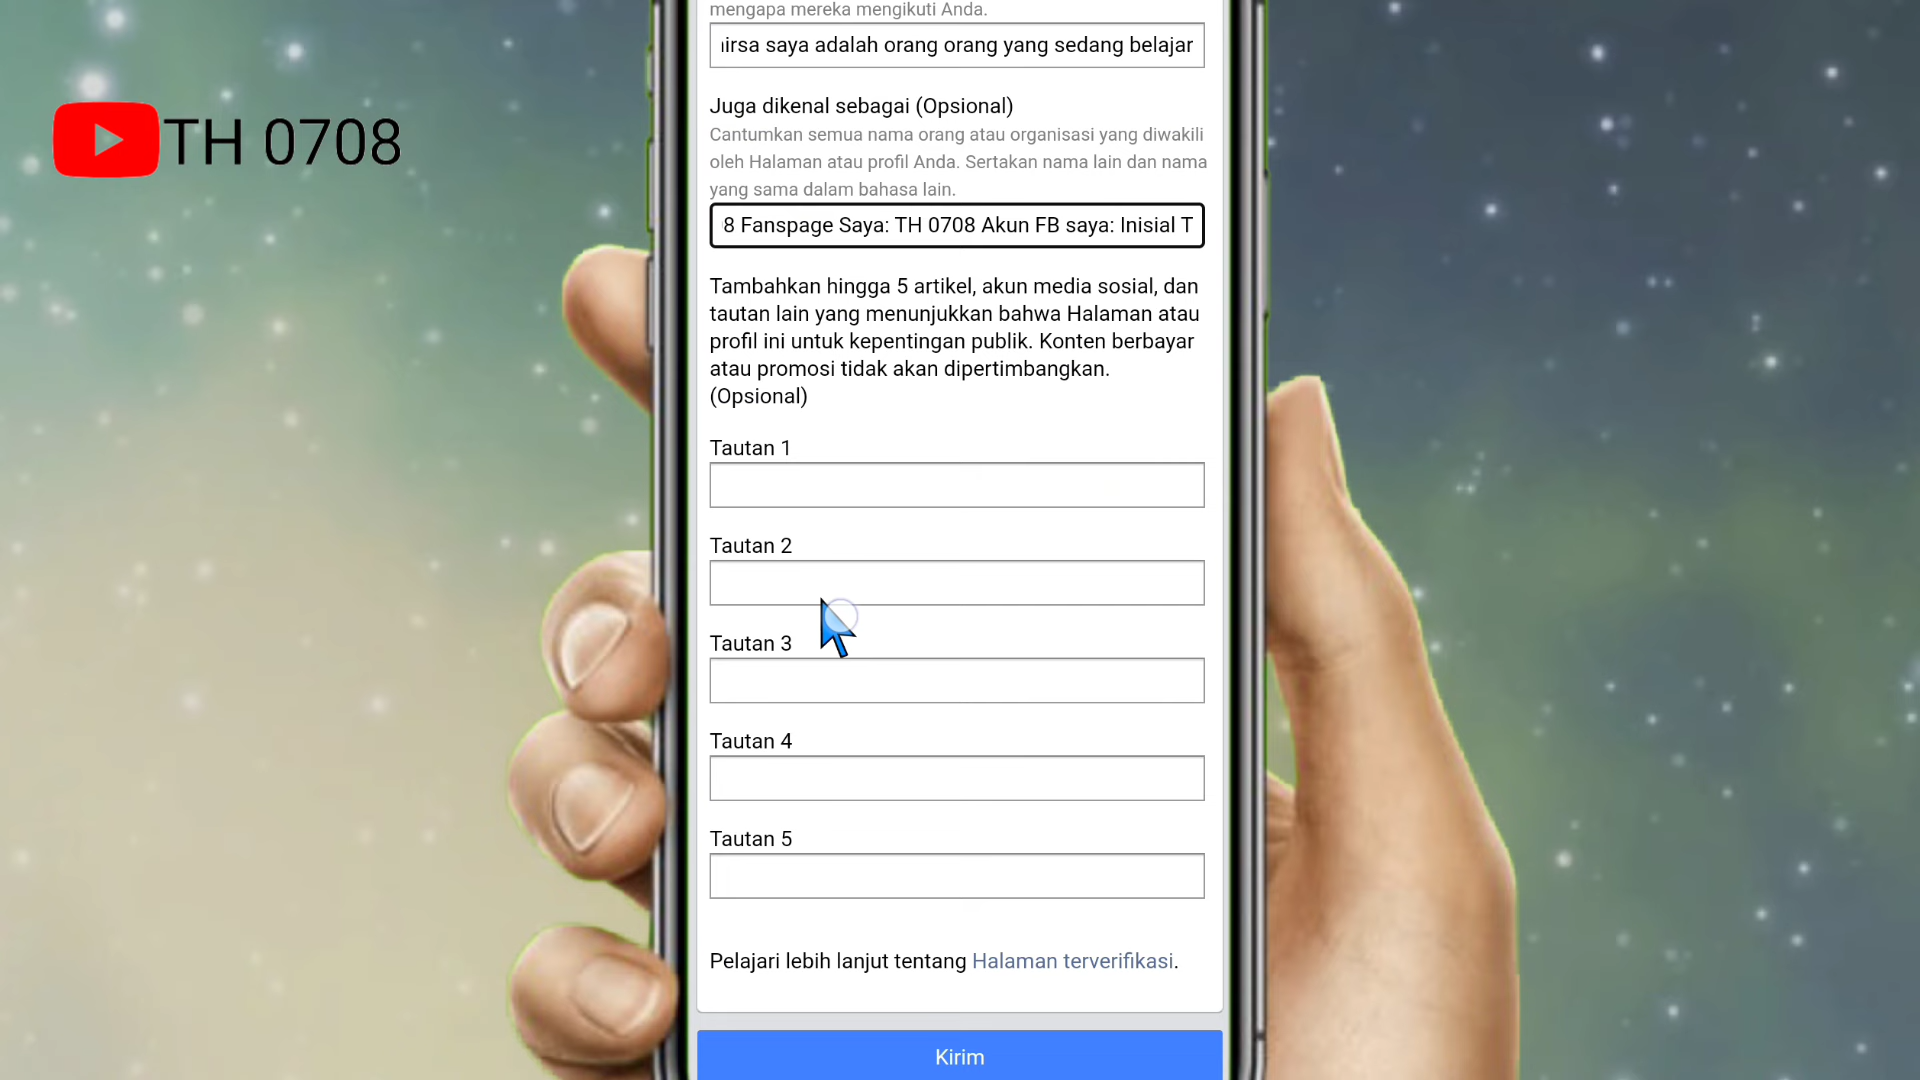 mengapa mereka mengikuti Anda.
irsa saya adalah orang orang yang sedang belajar
TH 0708
Juga dikenal sebagai (Opsional)
Cantumkan semua nama orang atau organisasi yang diwakili
oleh Halaman atau profil Anda. Sertakan nama lain dan nama
yang sama dalam bahasa lain.
8 Fanspage Saya: TH 0708 Akun FB saya: Inisial T
Tambahkan hingga 5 artikel, akun media sosial, dan
tautan lain yang menunjukkan bahwa Halaman atau
profil ini untuk kepentingan publik. Konten berbayar
atau promosi tidak akan dipertimbangkan.
(Opsional)
Tautan 1
Tautan 2
Tautan 3
Tautan 4
Tautan 5
Pelajari lebih lanjut tentang Halaman terverifikasi.
Kirim